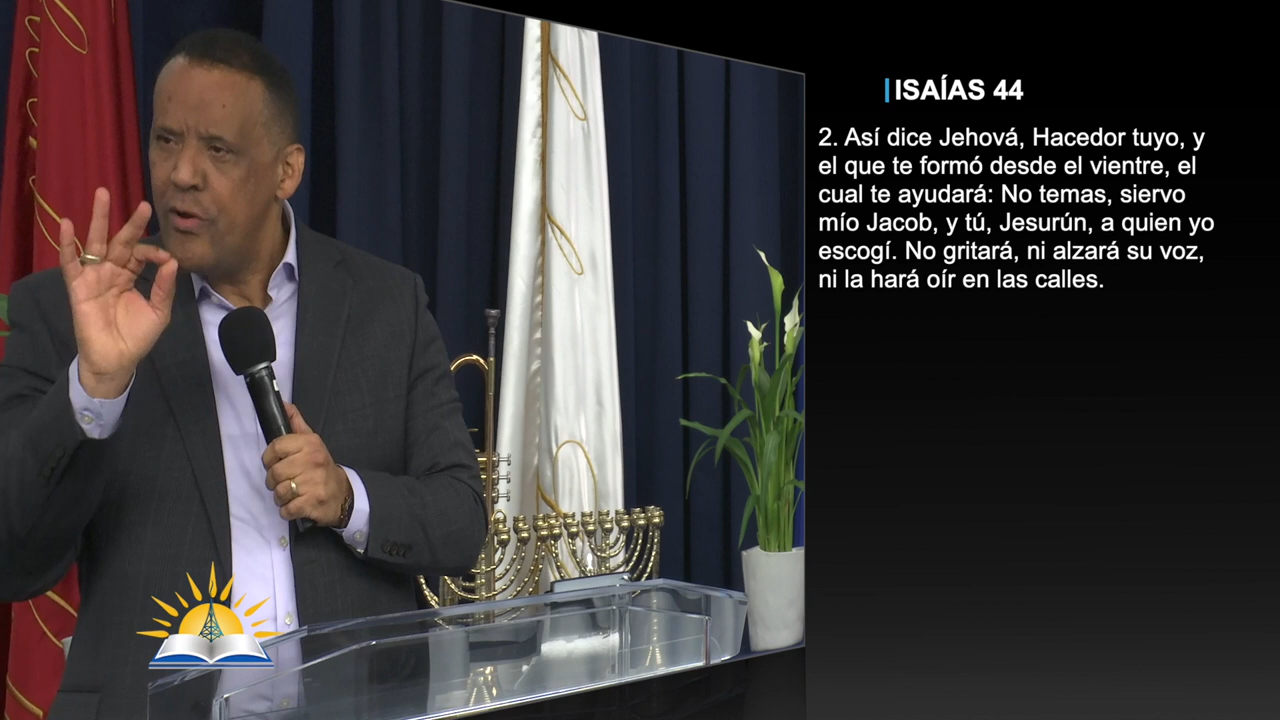 ISAÍAS 44
2. Así dice Jehová, Hacedor tuyo, y
el que te formó desde el vientre, el
cual te ayudará: No temas, siervo
mío Jacob, y tú, Jesurún, a quien yo
escogí. No gritará, ni alzará su voz,
ni la hará oír en las calles.